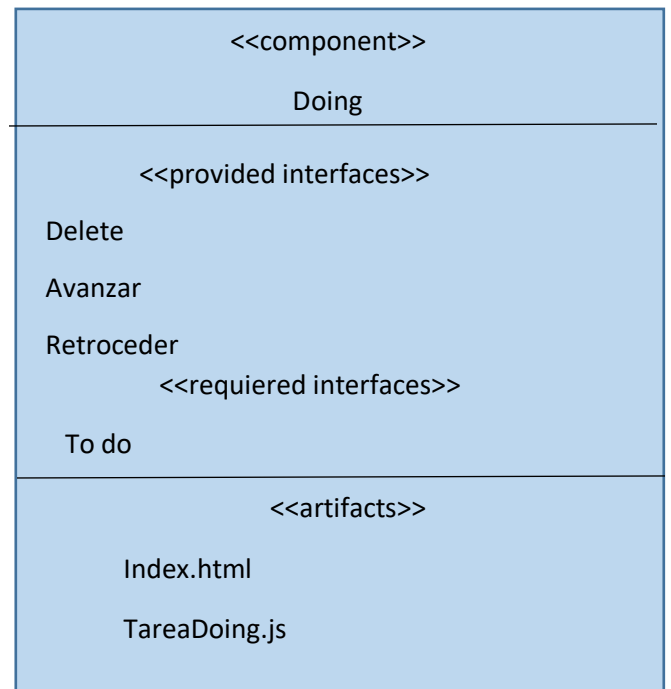 <<component>>
Doing
<<provided interfaces>>
Delete
Avanzar
Retroceder
<<requiered interfaces>>
To do
<<artifacts>>
Index.html
TareaDoing.js